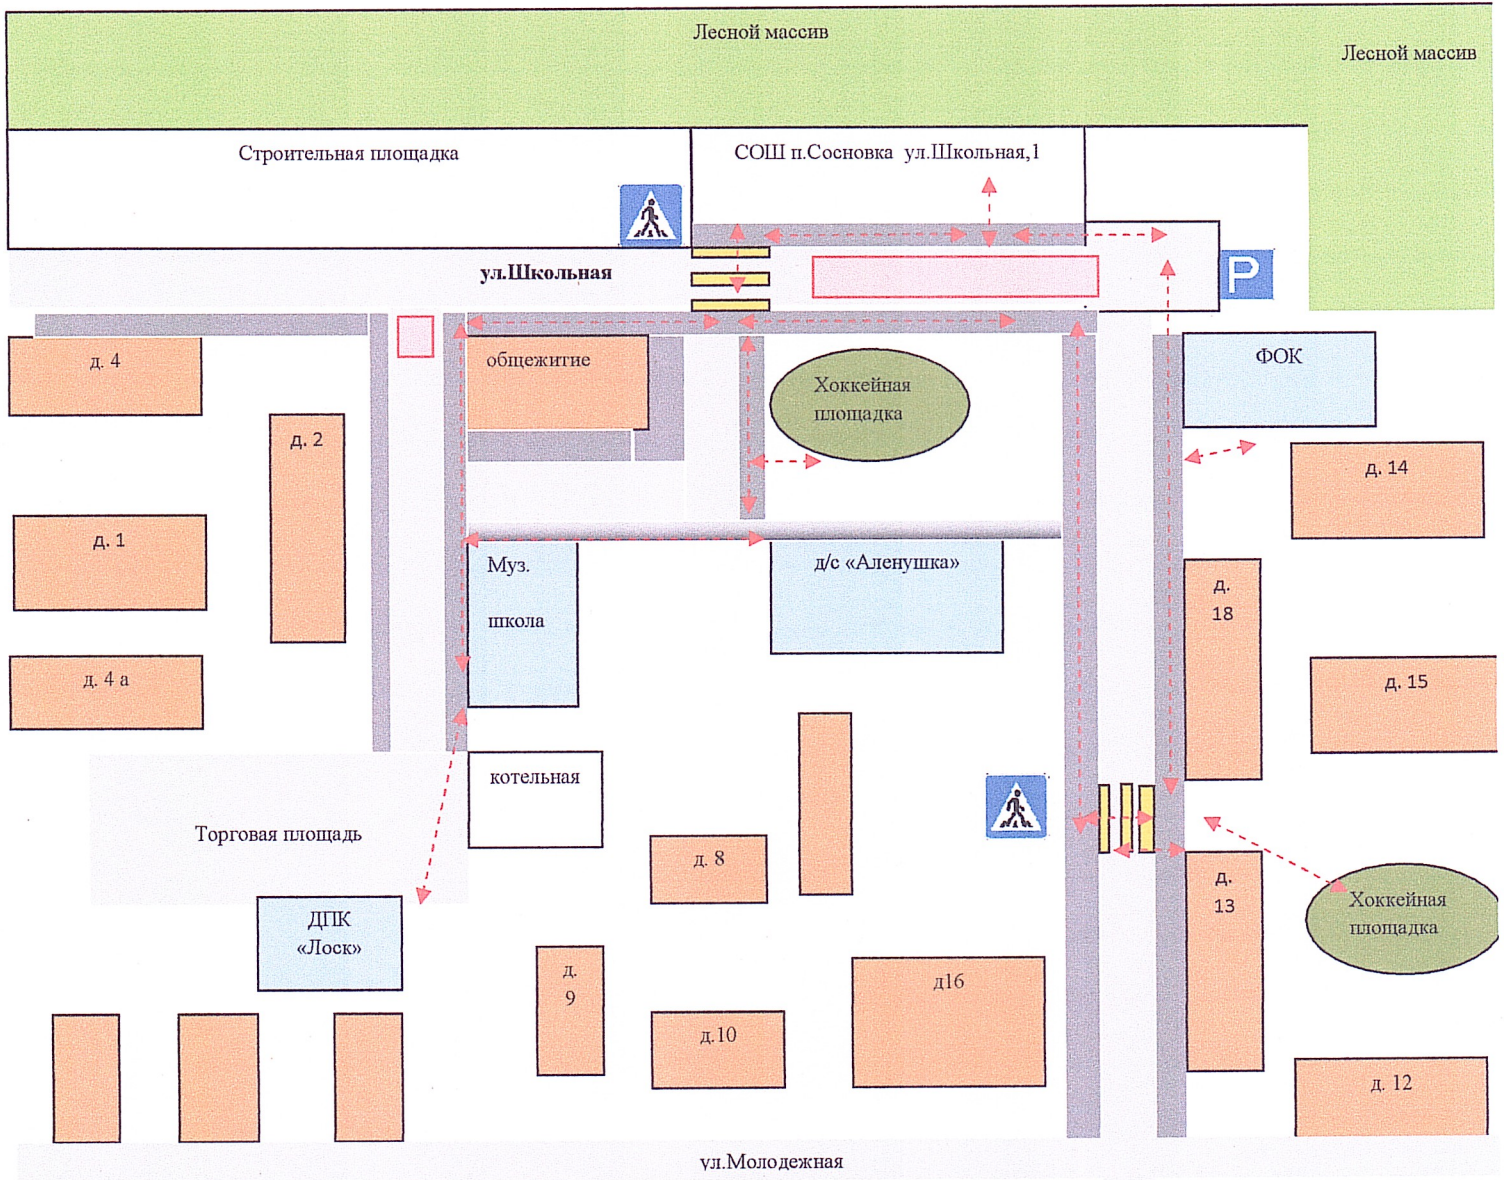 Лесной массив
Лесной массив
Строительная площадка
СОШ п.Сосновка ул.Школьная,1
ул.Школьная
P
д. 4
общежитие
Хоккейная
площадка
ФОК
д. 2
д. 14
д. 1
Муз.
школа
д/с «Аленушка»
д.
18
д. 4 а
д. 15
котельная
Торговая площадь
д. 8
д.
13
Хоккейная
площадка
ДПК
«Лоск»
д.
9
д16
д.10
д. 12
ул.Молодежная